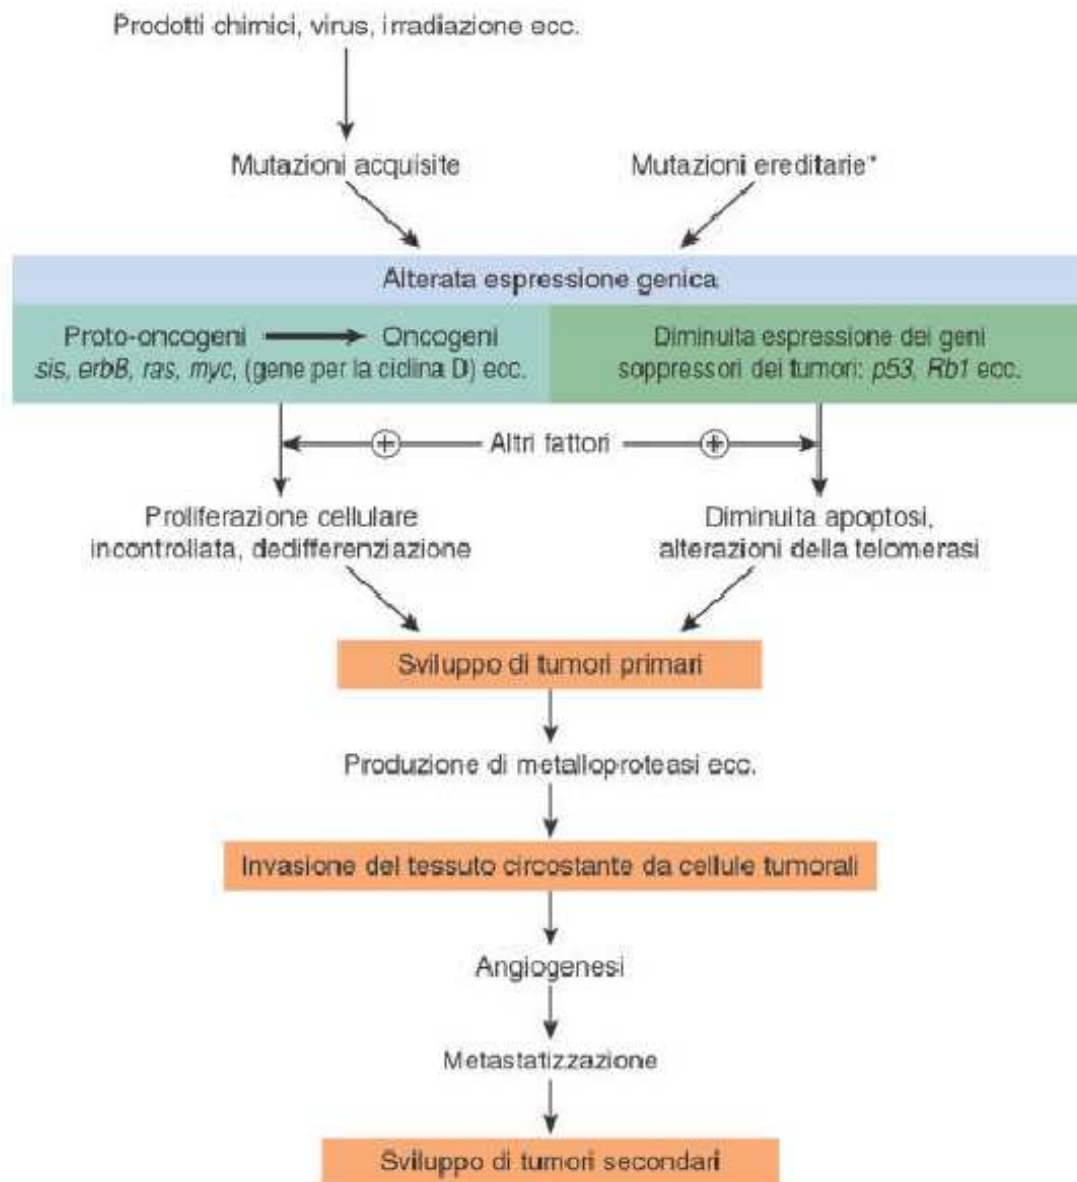 Prodotti chimici, virus, irradiazione ecc.
Mutazioni acquisite
Mutazioni ereditarie*
Alterata espressione genica
Proto-oncogeni Oncogeni
sis, erbB, ras, myc, (gene per la ciclina D) ecc.
Diminuita espressione dei geni
soppressori dei tumori: p53, Rb1 ecc.
+ Altri fattori +
Proliferazione cellulare
incontrollata, dedifferenziazione
Diminuita apoptosi,
alterazioni della telomerasi
Sviluppo di tumori primari
Produzione di metalloproteasi ecc.
Invasione del tessuto circostante da cellule tumorali
Angiogenesi
Metastatizzazione
Sviluppo di tumori secondari